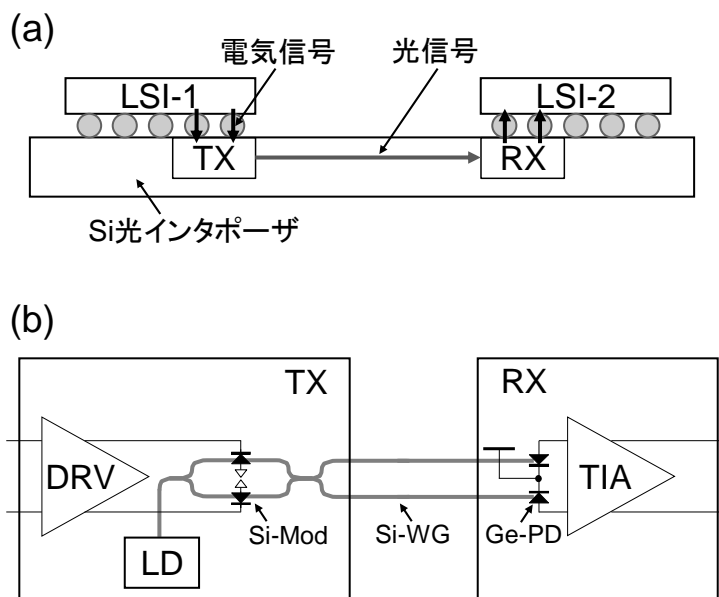 (a)
電気信号
光信号
LSI-1
LSI-2
TX
RX
Si光インタポーザ
(b)
TX
RX
DRV
TIA
Si-Mod
Si-WG
Ge-PD
LD